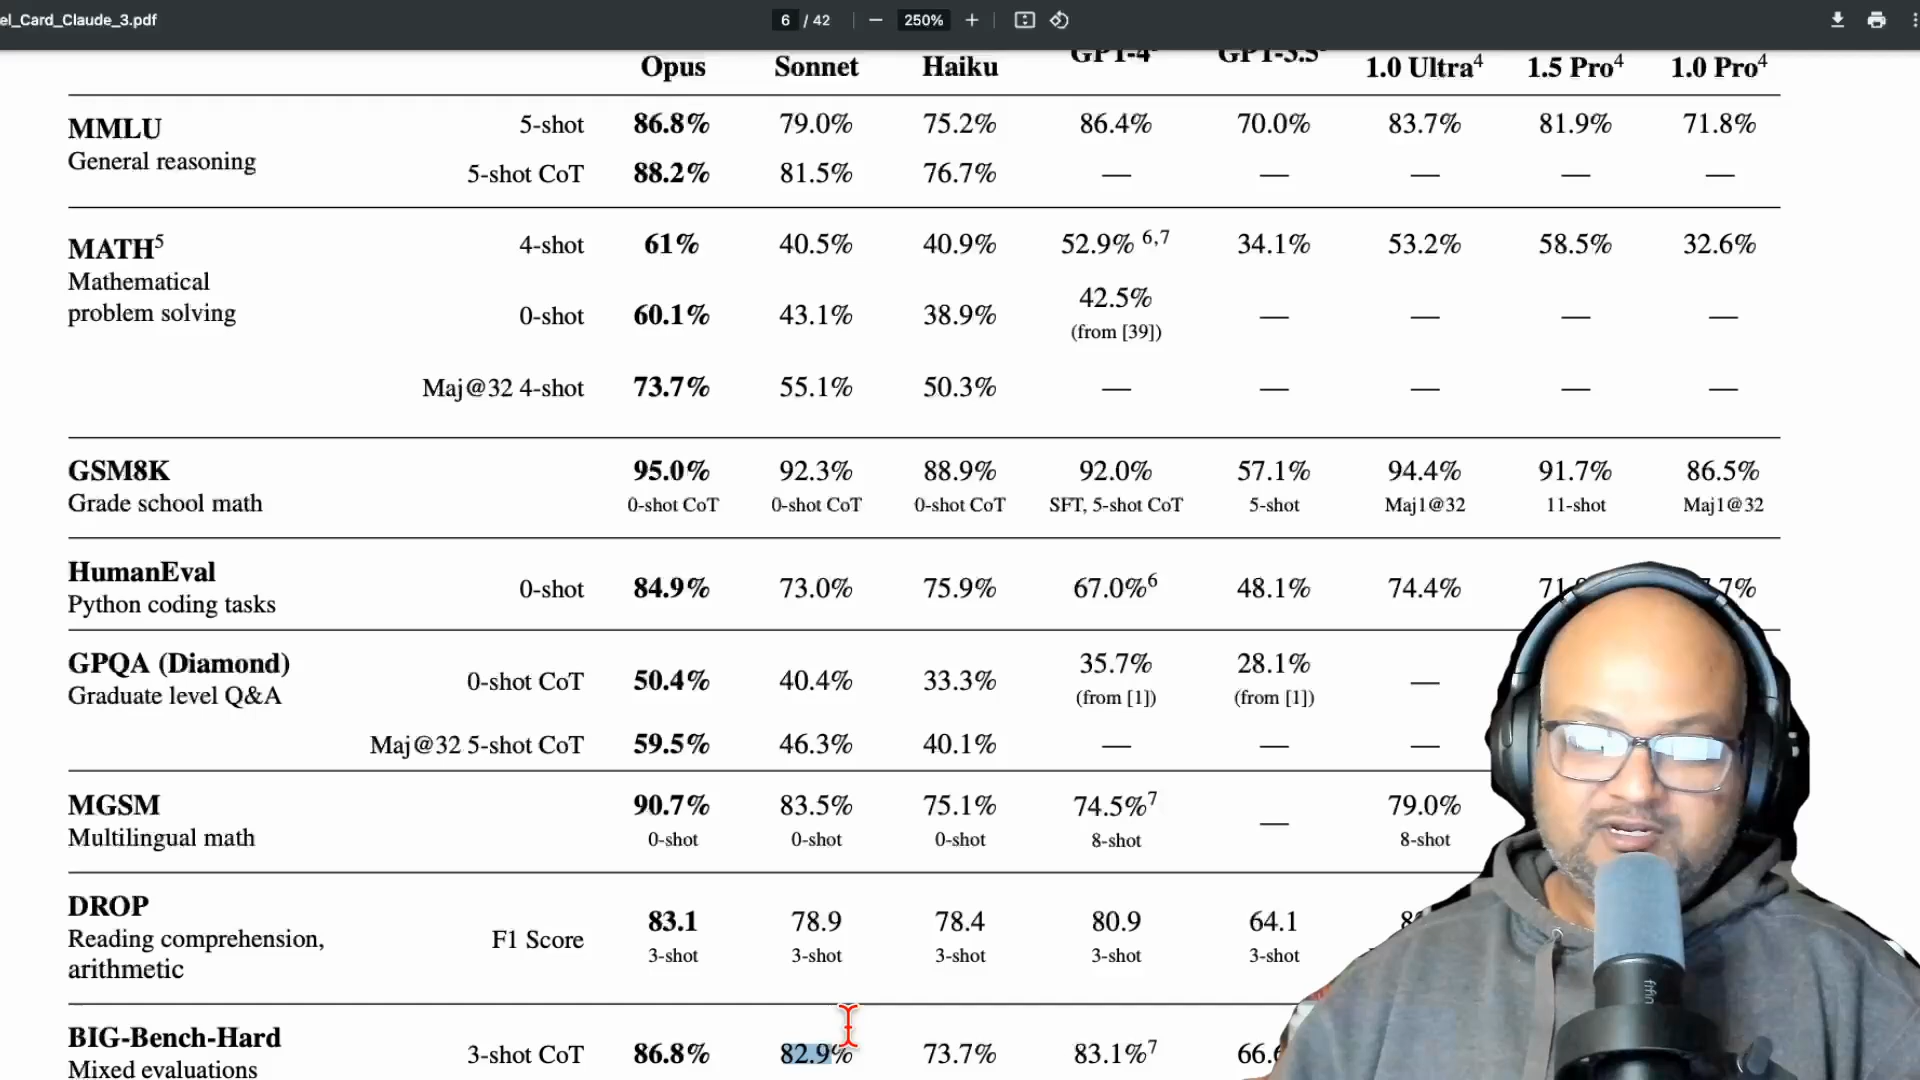 el_Card_Claude_3.pdf 6 / 42 250%
Opus Sonnet Haiku GPT-4 GPT-3.5 1.0 Ultra4 1.5 Pro4 1.0 Pro4
MMLU 5-shot 86.8% 79.0% 75.2% 86.4% 70.0% 83.7% 81.9% 71.8%
General reasoning
5-shot CoT 88.2% 81.5% 76.7% — — — — —
MATH5 4-shot 61% 40.5% 40.9% 52.9% 6,7 34.1% 53.2% 58.5% 32.6%
Mathematical
problem solving 0-shot 60.1% 43.1% 38.9% 42.5% — — — —
(from [39])
Maj@32 4-shot 73.7% 55.1% 50.3% — — — — —
GSM8K 95.0% 92.3% 88.9% 92.0% 57.1% 94.4% 91.7% 86.5%
Grade school math 0-shot CoT 0-shot CoT 0-shot CoT SFT, 5-shot CoT 5-shot Maj1@32 11-shot Maj1@32
HumanEval 0-shot 84.9% 73.0% 75.9% 67.0%6 48.1% 74.4%
Python coding tasks
GPQA (Diamond) 0-shot CoT 50.4% 40.4% 33.3% 35.7% 28.1% —
Graduate level Q&A (from [1]) (from [1])
Maj@32 5-shot CoT 59.5% 46.3% 40.1% — — —
MGSM 90.7% 83.5% 75.1% 74.5%7 — 79.0%
Multilingual math 0-shot 0-shot 0-shot 8-shot 8-shot
DROP F1 Score 83.1 78.9 78.4 80.9 64.1
Reading comprehension, 3-shot 3-shot 3-shot 3-shot 3-shot
arithmetic
BIG-Bench-Hard 3-shot CoT 86.8% 82.9% 73.7% 83.1%7
Mixed evaluations